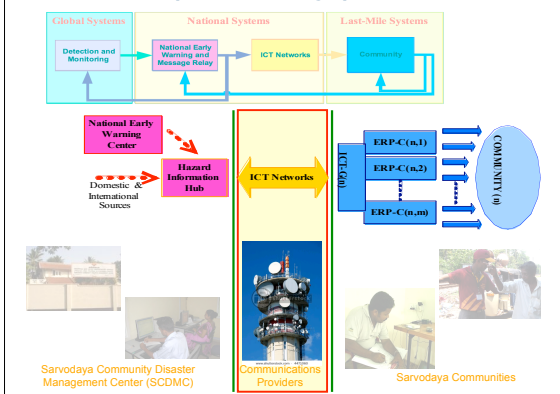 Global Systems
National Systems
Last-Mile Systems
Detection and
Monitoring
National Early
Warning and
Message Relay
ICT Networks
Community
National Early
Warning
Center
Hazard
Information
Hub
Domestic &
International
Sources
ICT Networks
ICT-G(n)
ERP-C(n,1)
ERP-C(n,2)
ERP-C(n,m)
COMMUNITY (n)
Sarvodaya Community Disaster
Management Center (SCDMC)
Communications
Providers
Sarvodaya Communities